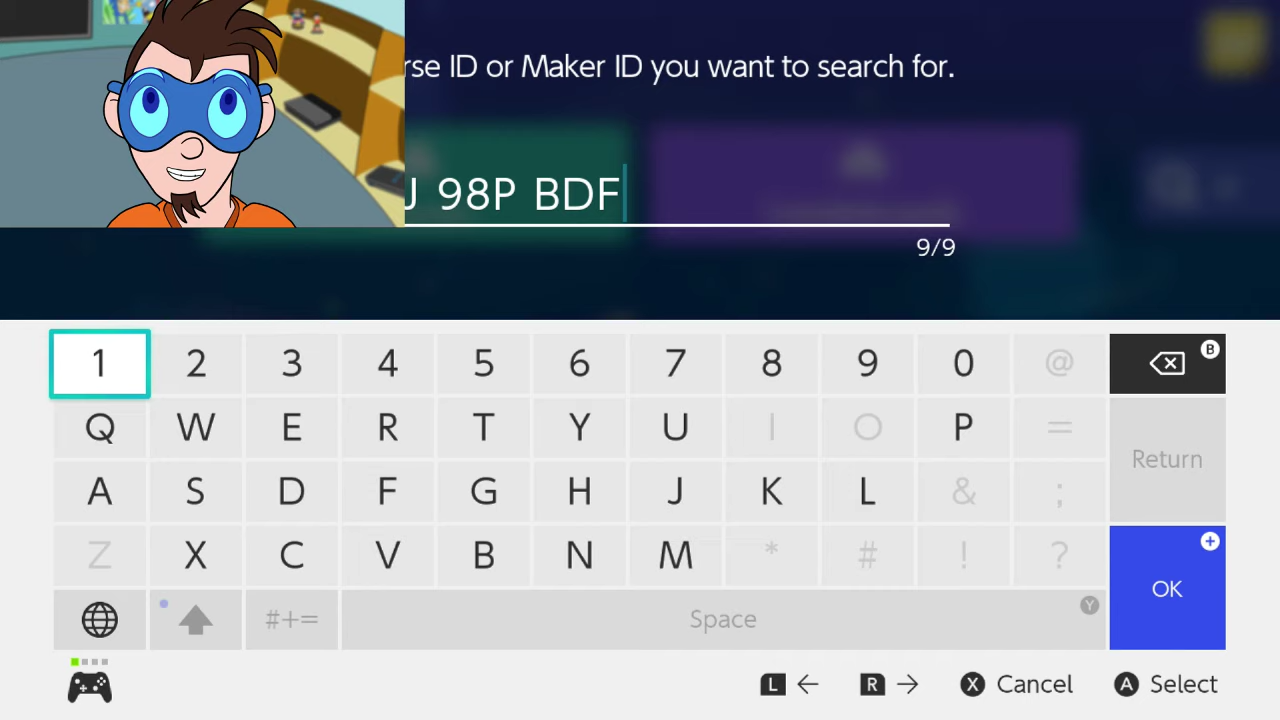 rse ID or Maker ID you want to search for.
J 98P BDF
9/9
1 2 3 4 5 6 7 8 9 0 @ B
Q W E R T Y U I O P = Return
A S D F G H J K L & ;
Z X C V B N M * # ! ? + OK
#+= Space Y
L ← R → X Cancel A Select